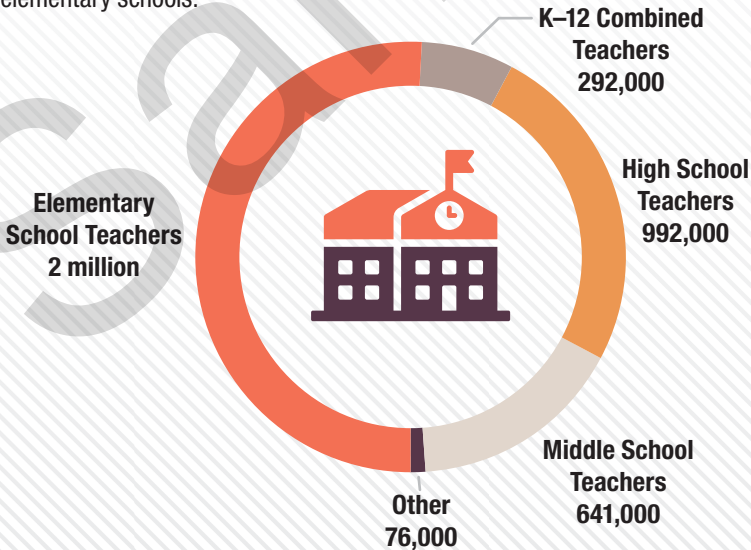 elementary schools.
K–12 Combined
Teachers
292,000
High School
Teachers
992,000
Elementary
School Teachers
2 million
Middle School
Teachers
641,000
Other
76,000